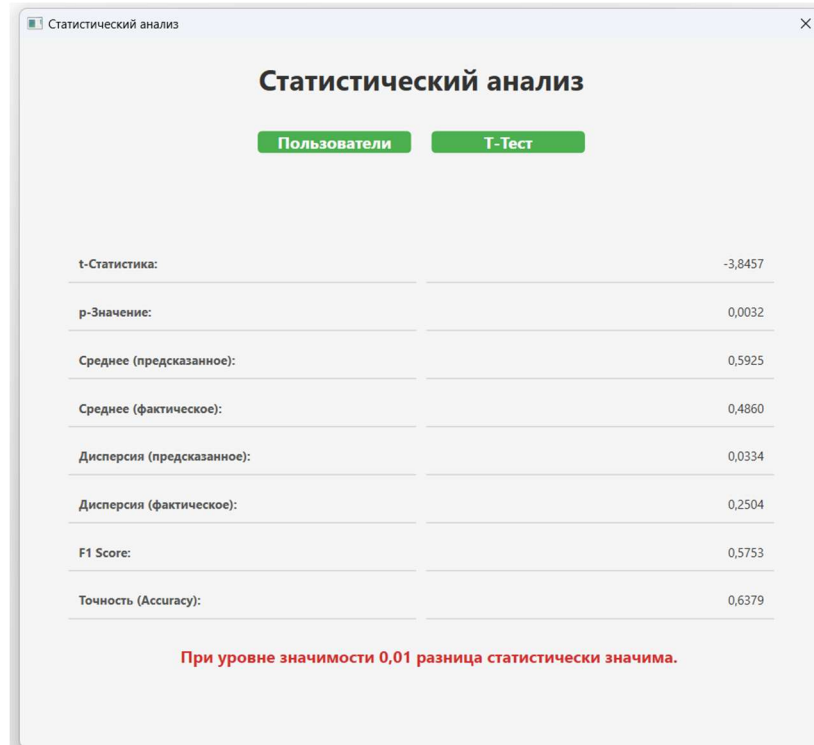 Статистический анализ
Статистический анализ
Пользователи Т-Тест
t-Статистика: -3,8457
p-Значение: 0,0032
Среднее (предсказанное): 0,5925
Среднее (фактическое): 0,4860
Дисперсия (предсказанное): 0,0334
Дисперсия (фактическое): 0,2504
F1 Score: 0,5753
Точность (Accuracy): 0,6379
При уровне значимости 0,01 разница статистически значима.